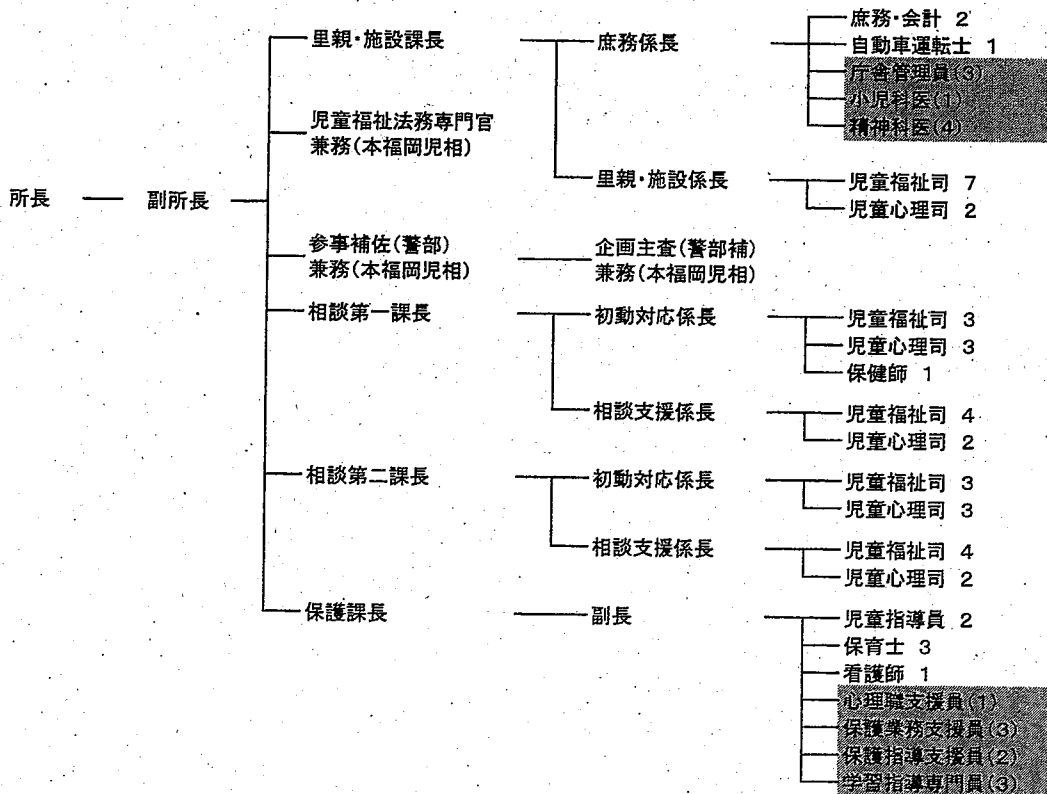 所長
副所長
里親・施設課長
庶務係長
庶務・会計 2
自動車運転士 1
庁舎管理員(3)
小児科医(1)
精神科医(4)
里親・施設係長
児童福祉司 7
児童心理司 2
児童福祉法務専門官
兼務(本福岡児相)
参事補佐(警部)
兼務(本福岡児相)
企画主査(警部補)
兼務(本福岡児相)
相談第一課長
初動対応係長
児童福祉司 3
児童心理司 3
保健師 1
相談支援係長
児童福祉司 4
児童心理司 2
相談第二課長
初動対応係長
児童福祉司 3
児童心理司 3
相談支援係長
児童福祉司 4
児童心理司 2
保護課長
副長
児童指導員 2
保育士 3
看護師 1
心理職支援員(1)
保護業務支援員(3)
保護指導支援員(2)
学習指導専門員(3)